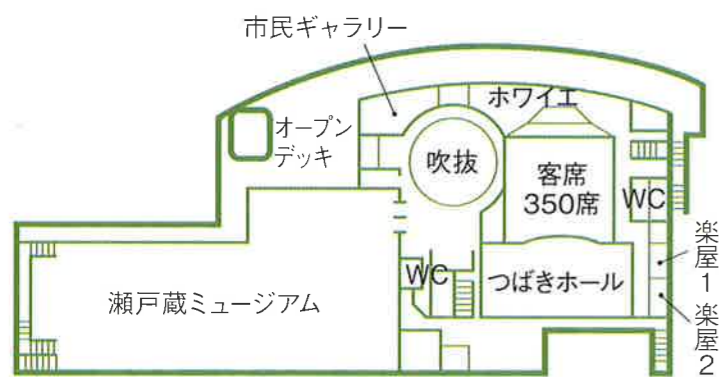 市民ギャラリー
ホワイエ
オープン
デッキ
吹抜
客席
350席
WC
楽屋1
楽屋2
WC
つばきホール
瀬戸蔵ミュージアム